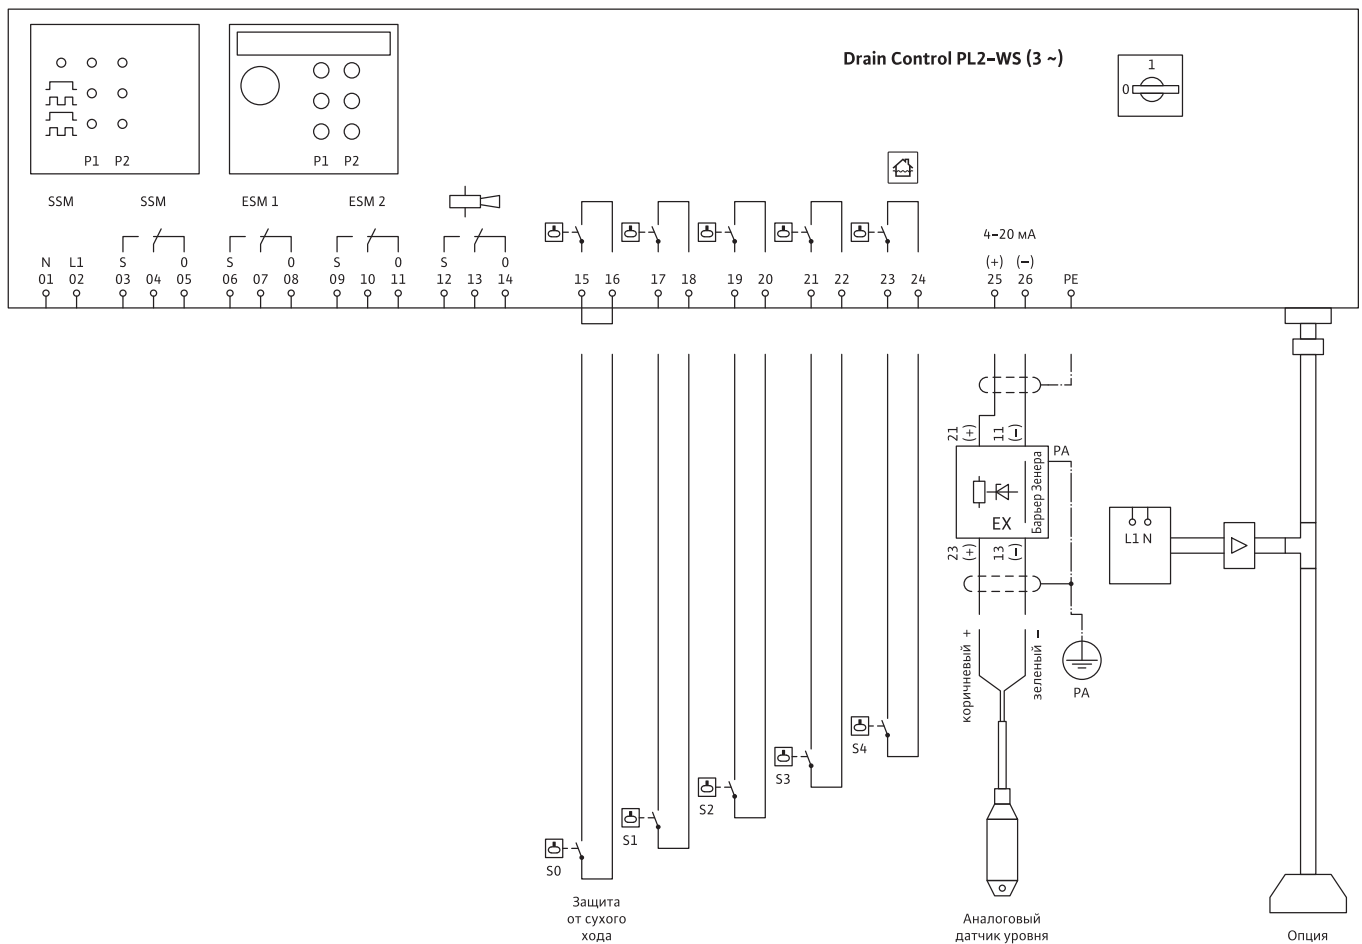 Drain Control PL2-WS (3 ~)
1
0
P1 P2
P1 P2
SSM
SSM
ESM 1
ESM 2
4-20 мА
S 0 S 0 S 0 S 0
(+) (-)
N L1
01 02 03 04 05 06 07 08 09 10 11 12 13 14 15 16 17 18 19 20 21 22 23 24 25 26 PE
21 (+)
11 (-)
PA
Барьер Зенера
EX
23 (+)
13 (-)
L1 N
коричневый +
зеленый -
PA
S4
S3
S2
S1
S0
Защита
от сухого
хода
Аналоговый
датчик уровня
Опция